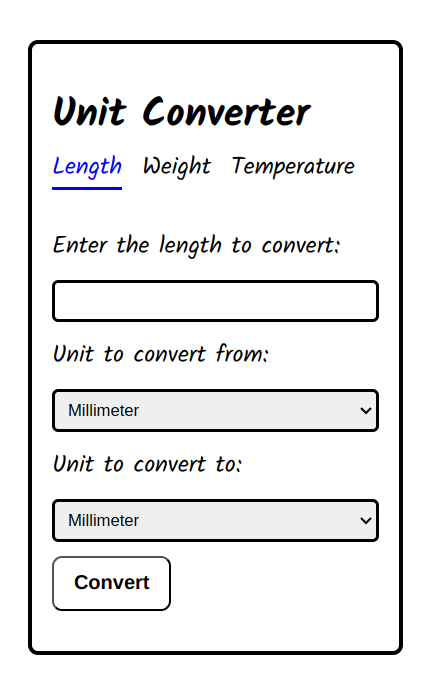 Unit Converter
Length Weight Temperature
Enter the length to convert:
Unit to convert from:
Millimeter
Unit to convert to:
Millimeter
Convert